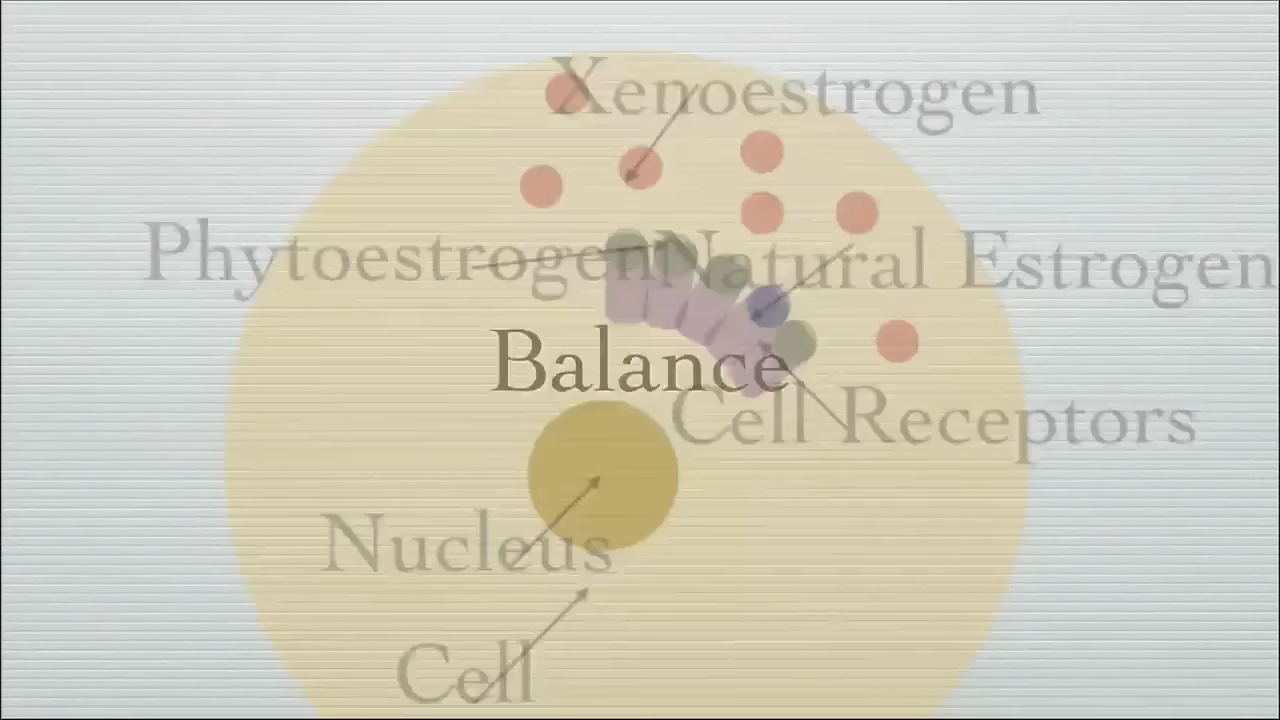 Xenoestrogen
Phytoestrogen
Natural Estrogen
Balance
Cell Receptors
Nucleus
Cell